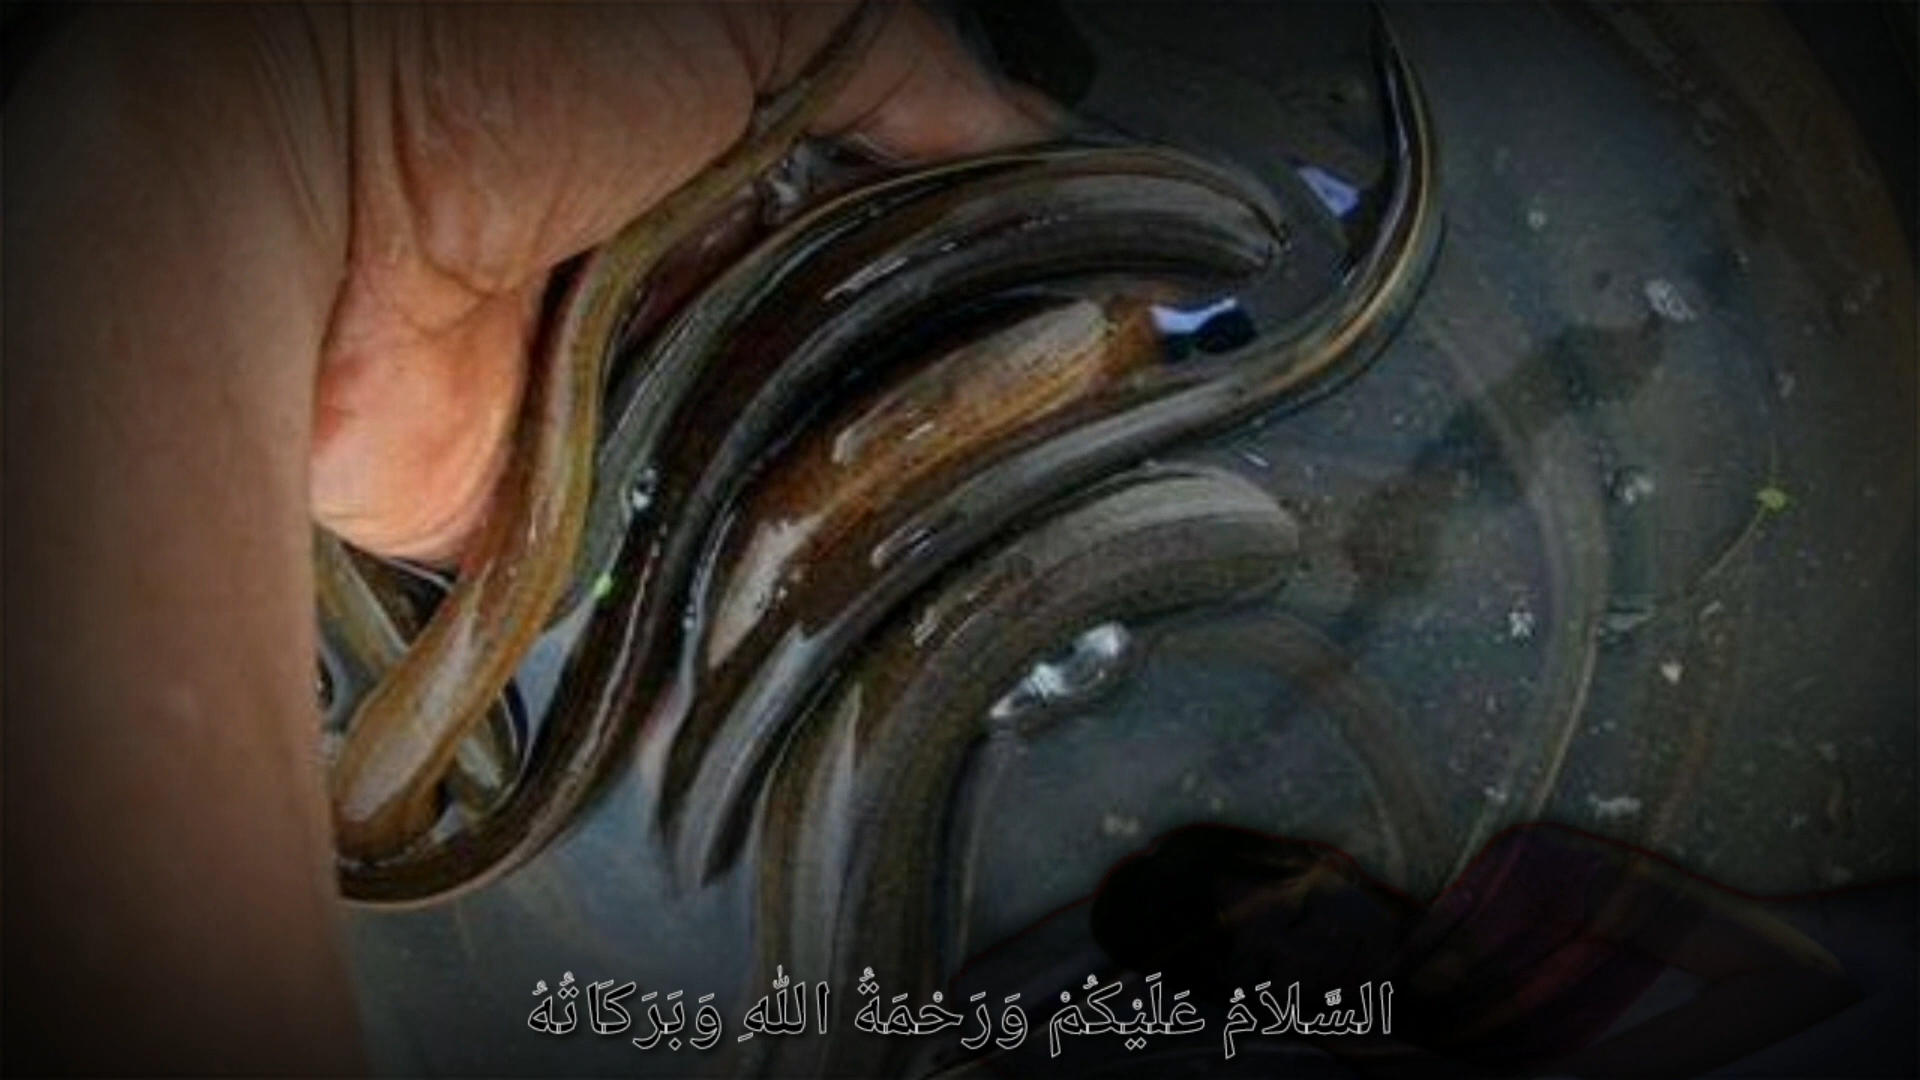 السَّلاَمُ عَلَيْكُمْ وَرَحْمَةُ اللهِ وَبَرَكَاتُهُ